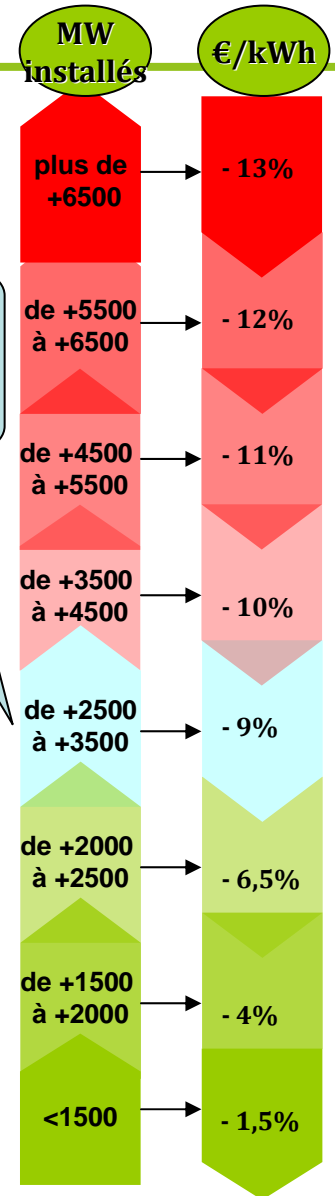 MW
installés
€/kWh
plus de
+6500
- 13%
de +5500
à +6500
- 12%
de +4500
à +5500
- 11%
de +3500
à +4500
- 10%
de +2500
à +3500
- 9%
de +2000
à +2500
- 6,5%
de +1500
à +2000
- 4%
<1500
- 1,5%